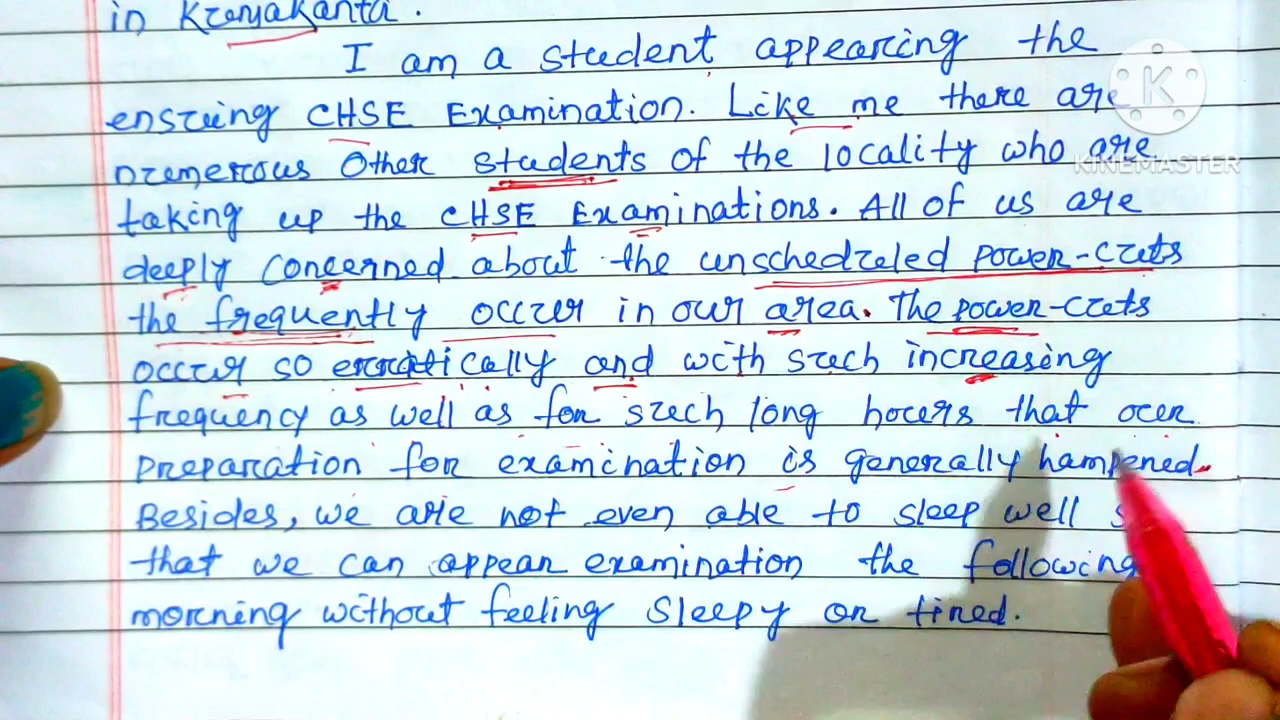 in Kronakanta.
I am a student appearing the
ensuing CHSE Examination. Like me there are
numerous other students of the locality who are
taking up the CHSE Examinations. All of us are
deeply concerned about the unscheduled power-cuts
the frequently occur in our area. The power-cuts
occur so erratically and with such increasing
frequency as well as for such long hours that our
preparation for examination is generally hampened.
Besides, we are not even able to sleep well s
that we can appear examination the following
morning without feeling sleepy or tired.
K
KINEMASTER